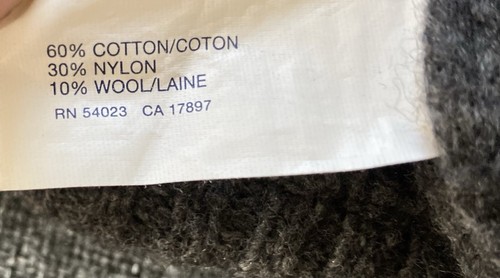 60% COTTON/COTON
30% NYLON
10% WOOL/LAINE
RN 54023 CA 17897